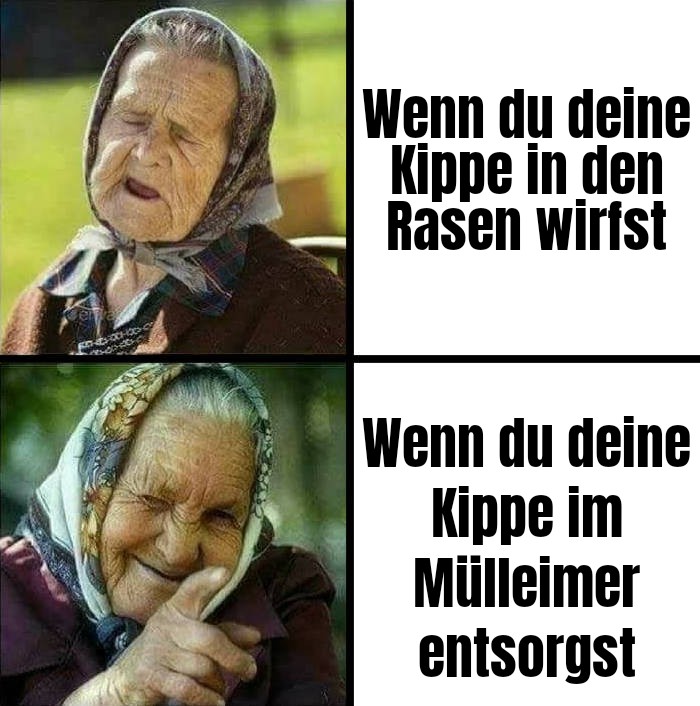 Wenn du deine
Kippe in den
Rasen wirfst
Wenn du deine
Kippe im
Mülleimer
entsorgst